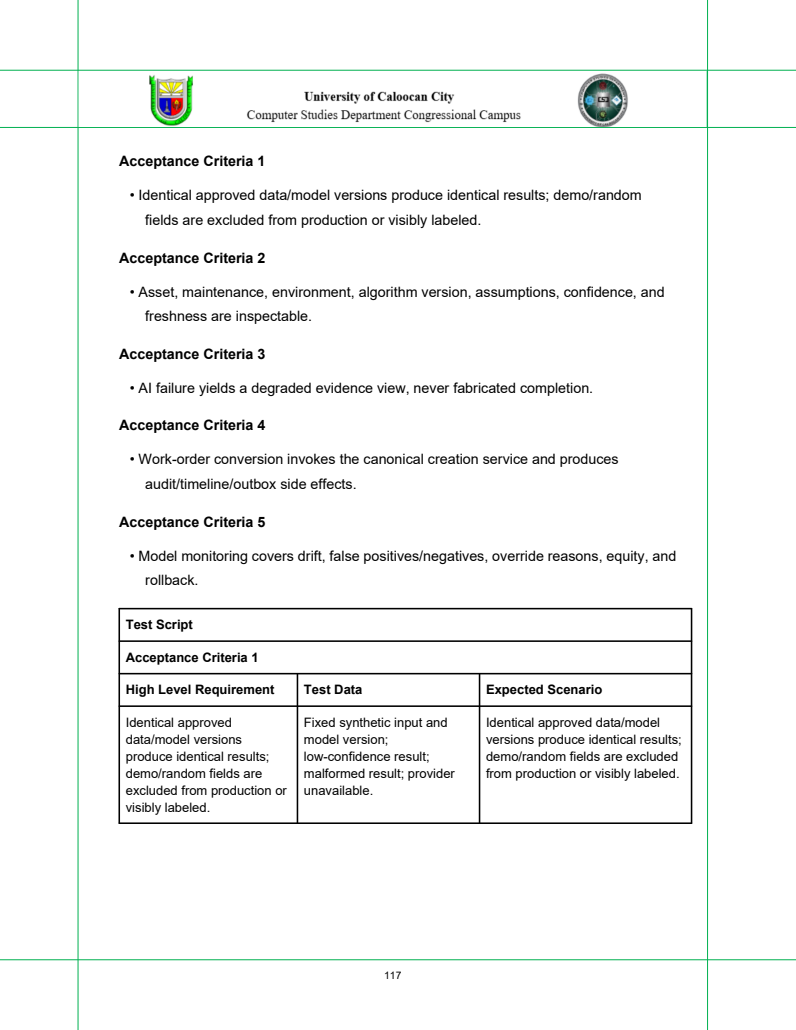 University of Caloocan City
Computer Studies Department Congressional Campus
Acceptance Criteria 1
• Identical approved data/model versions produce identical results; demo/random
fields are excluded from production or visibly labeled.
Acceptance Criteria 2
• Asset, maintenance, environment, algorithm version, assumptions, confidence, and
freshness are inspectable.
Acceptance Criteria 3
• AI failure yields a degraded evidence view, never fabricated completion.
Acceptance Criteria 4
• Work-order conversion invokes the canonical creation service and produces
audit/timeline/outbox side effects.
Acceptance Criteria 5
• Model monitoring covers drift, false positives/negatives, override reasons, equity, and
rollback.
Test Script
Acceptance Criteria 1
High Level Requirement
Test Data
Expected Scenario
Identical approved
data/model versions
produce identical results;
demo/random fields are
excluded from production or
visibly labeled.
Fixed synthetic input and
model version;
low-confidence result;
malformed result; provider
unavailable.
Identical approved data/model
versions produce identical results;
demo/random fields are excluded
from production or visibly labeled.
117